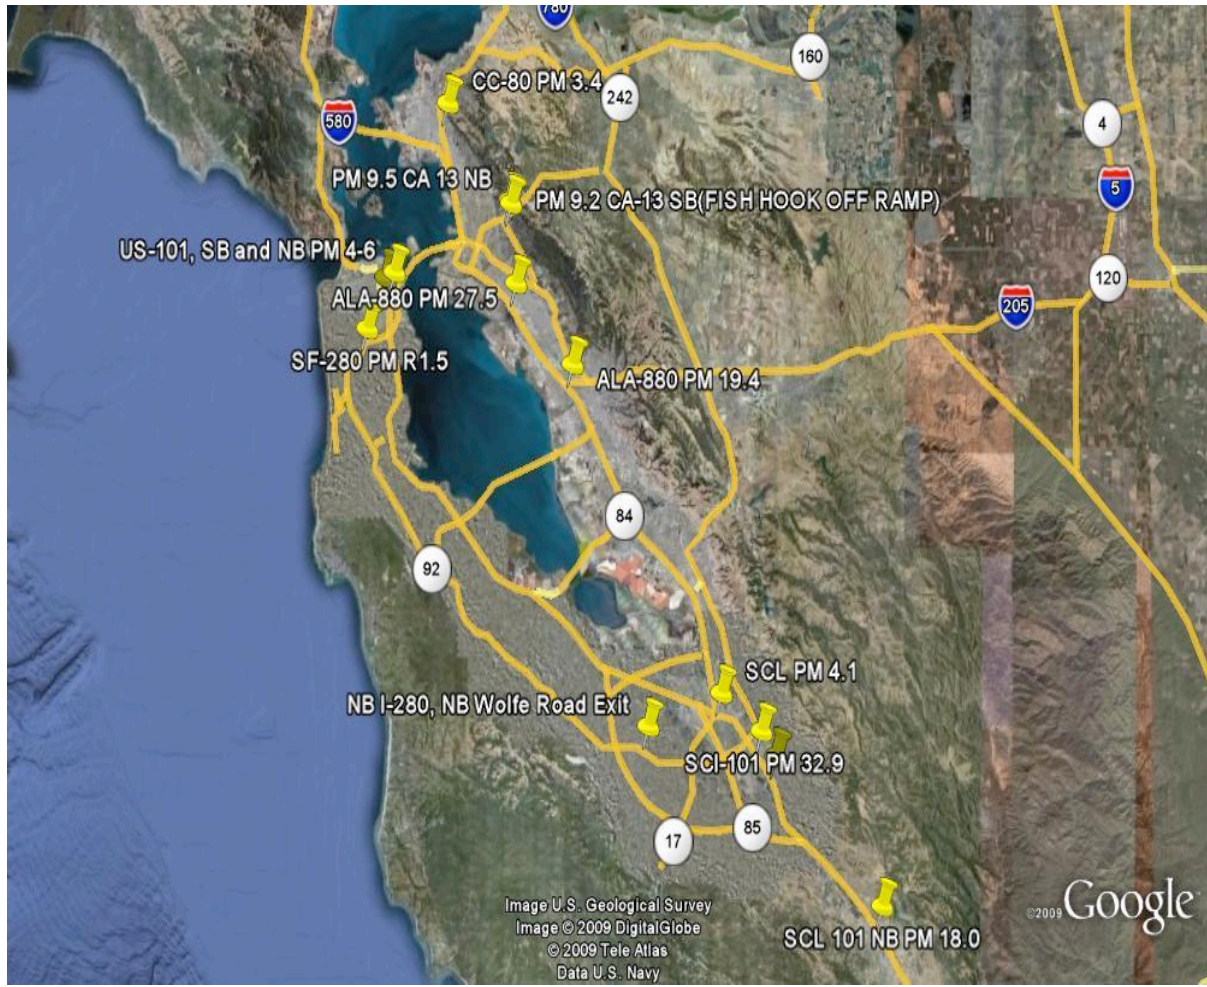 780
160
CC-80 PM 3.4
242
580
4
PM 9.5 CA 13 NB
5
PM 9.2 CA-13 SB(FISH HOOK OFF RAMP)
US-101, SB and NB PM 4-6
120
ALA-880 PM 27.5
205
SF-280 PM R1.5
ALA-880 PM 19.4
84
92
SCL PM 4.1
NB I-280, NB Wolfe Road Exit
SCI-101 PM 32.9
17
85
Image U.S. Geological Survey
Image © 2009 DigitalGlobe
© 2009 Tele Atlas
Data U.S. Navy
©2009 Google
SCL 101 NB PM 18.0